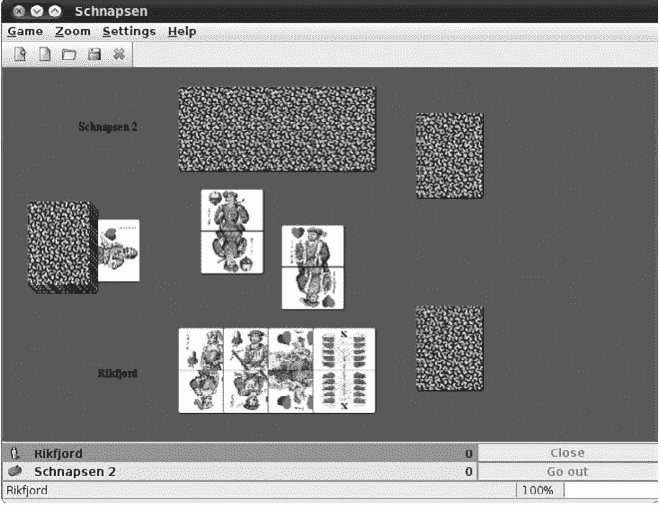 Schnapsen
Game Zoom Settings Help
Schnapsen 2
X
X
Rikfjord
Rikfjord 0 Close
Schnapsen 2 0 Go out
Rikfjord 100%